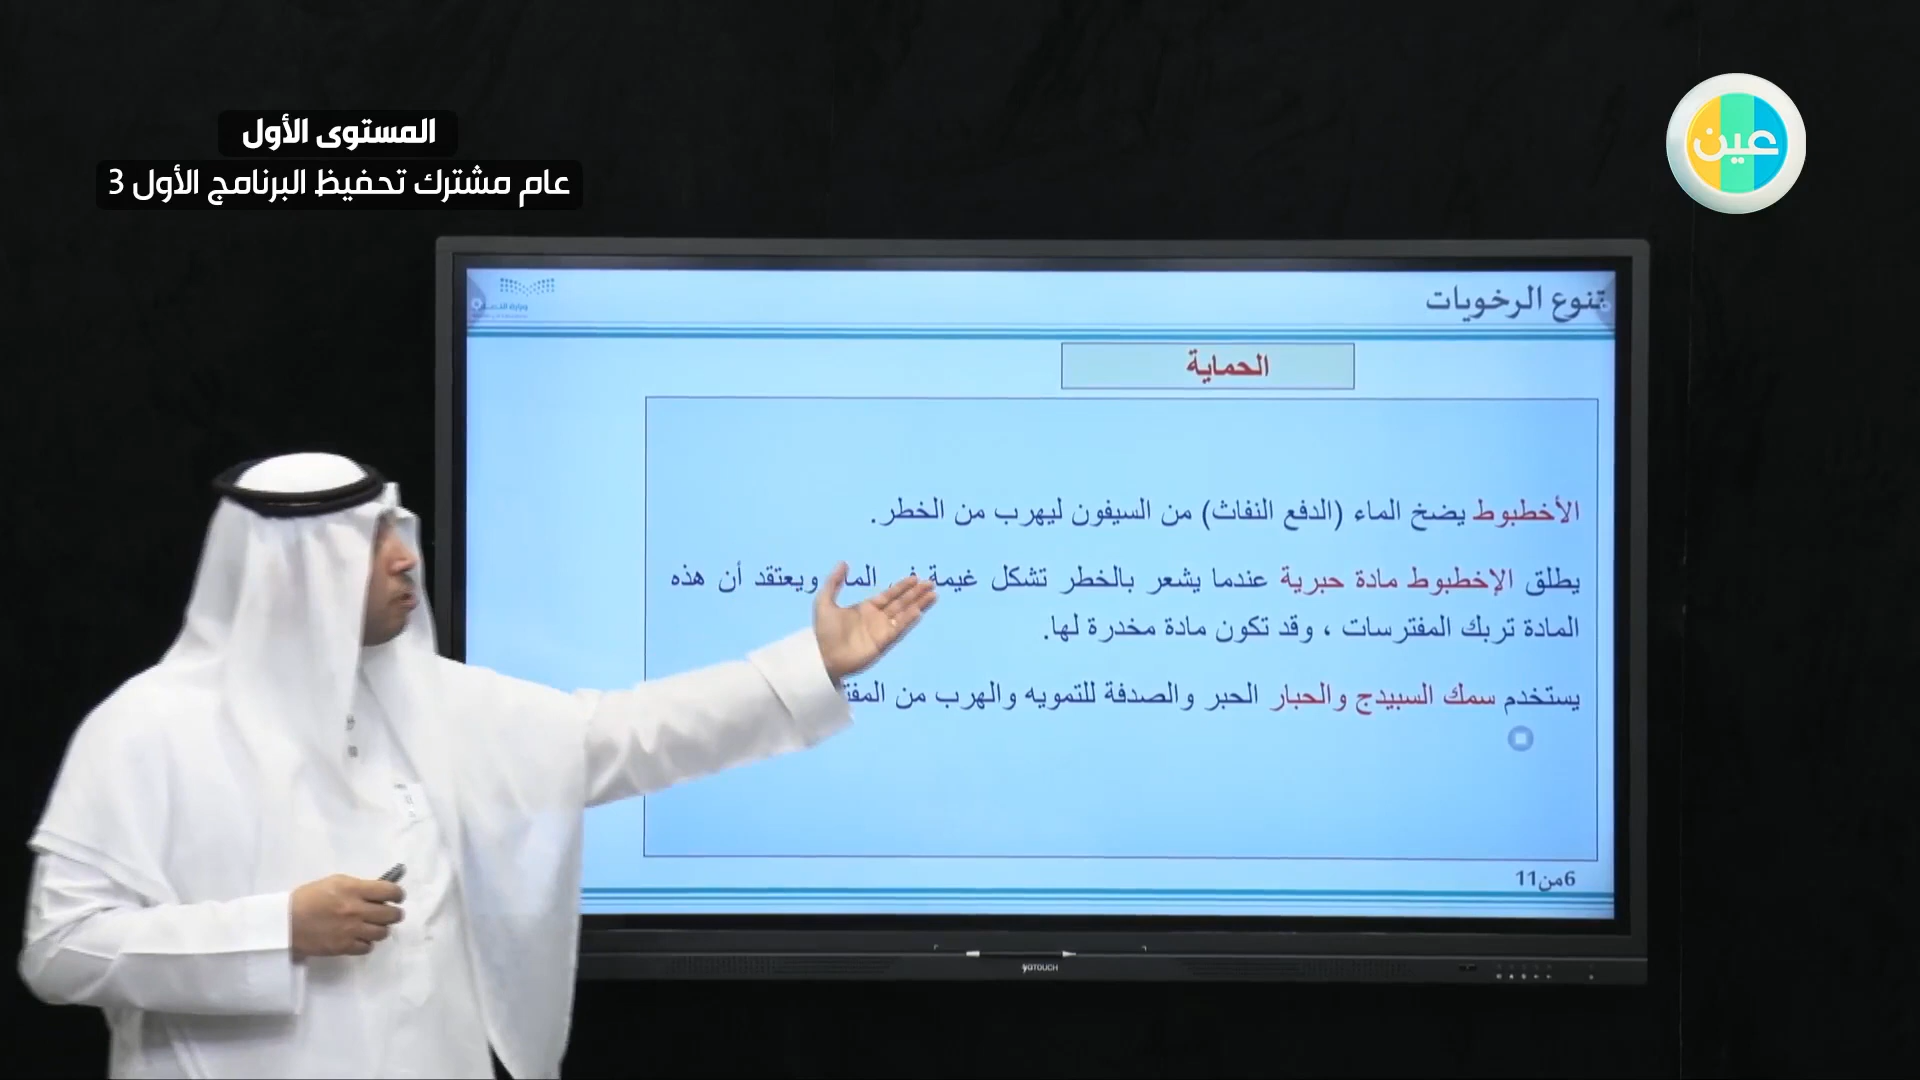 المستوى الأول
عام مشترك تحفيظ البرنامج الأول 3
عين
تنوع الرخويات
الحماية
الأخطبوط يضخ الماء (الدفع النفاث) من السيفون ليهرب من الخطر.
يطلق الإخطبوط مادة حبرية عندما يشعر بالخطر تشكل غيمة ويعتقد أن هذه
المادة تربك المفترسات ، وقد تكون مادة مخدرة لها.
يستخدم سمك السبيدج والحبار الحبر والصدفة للتمويه والهرب من
6من11